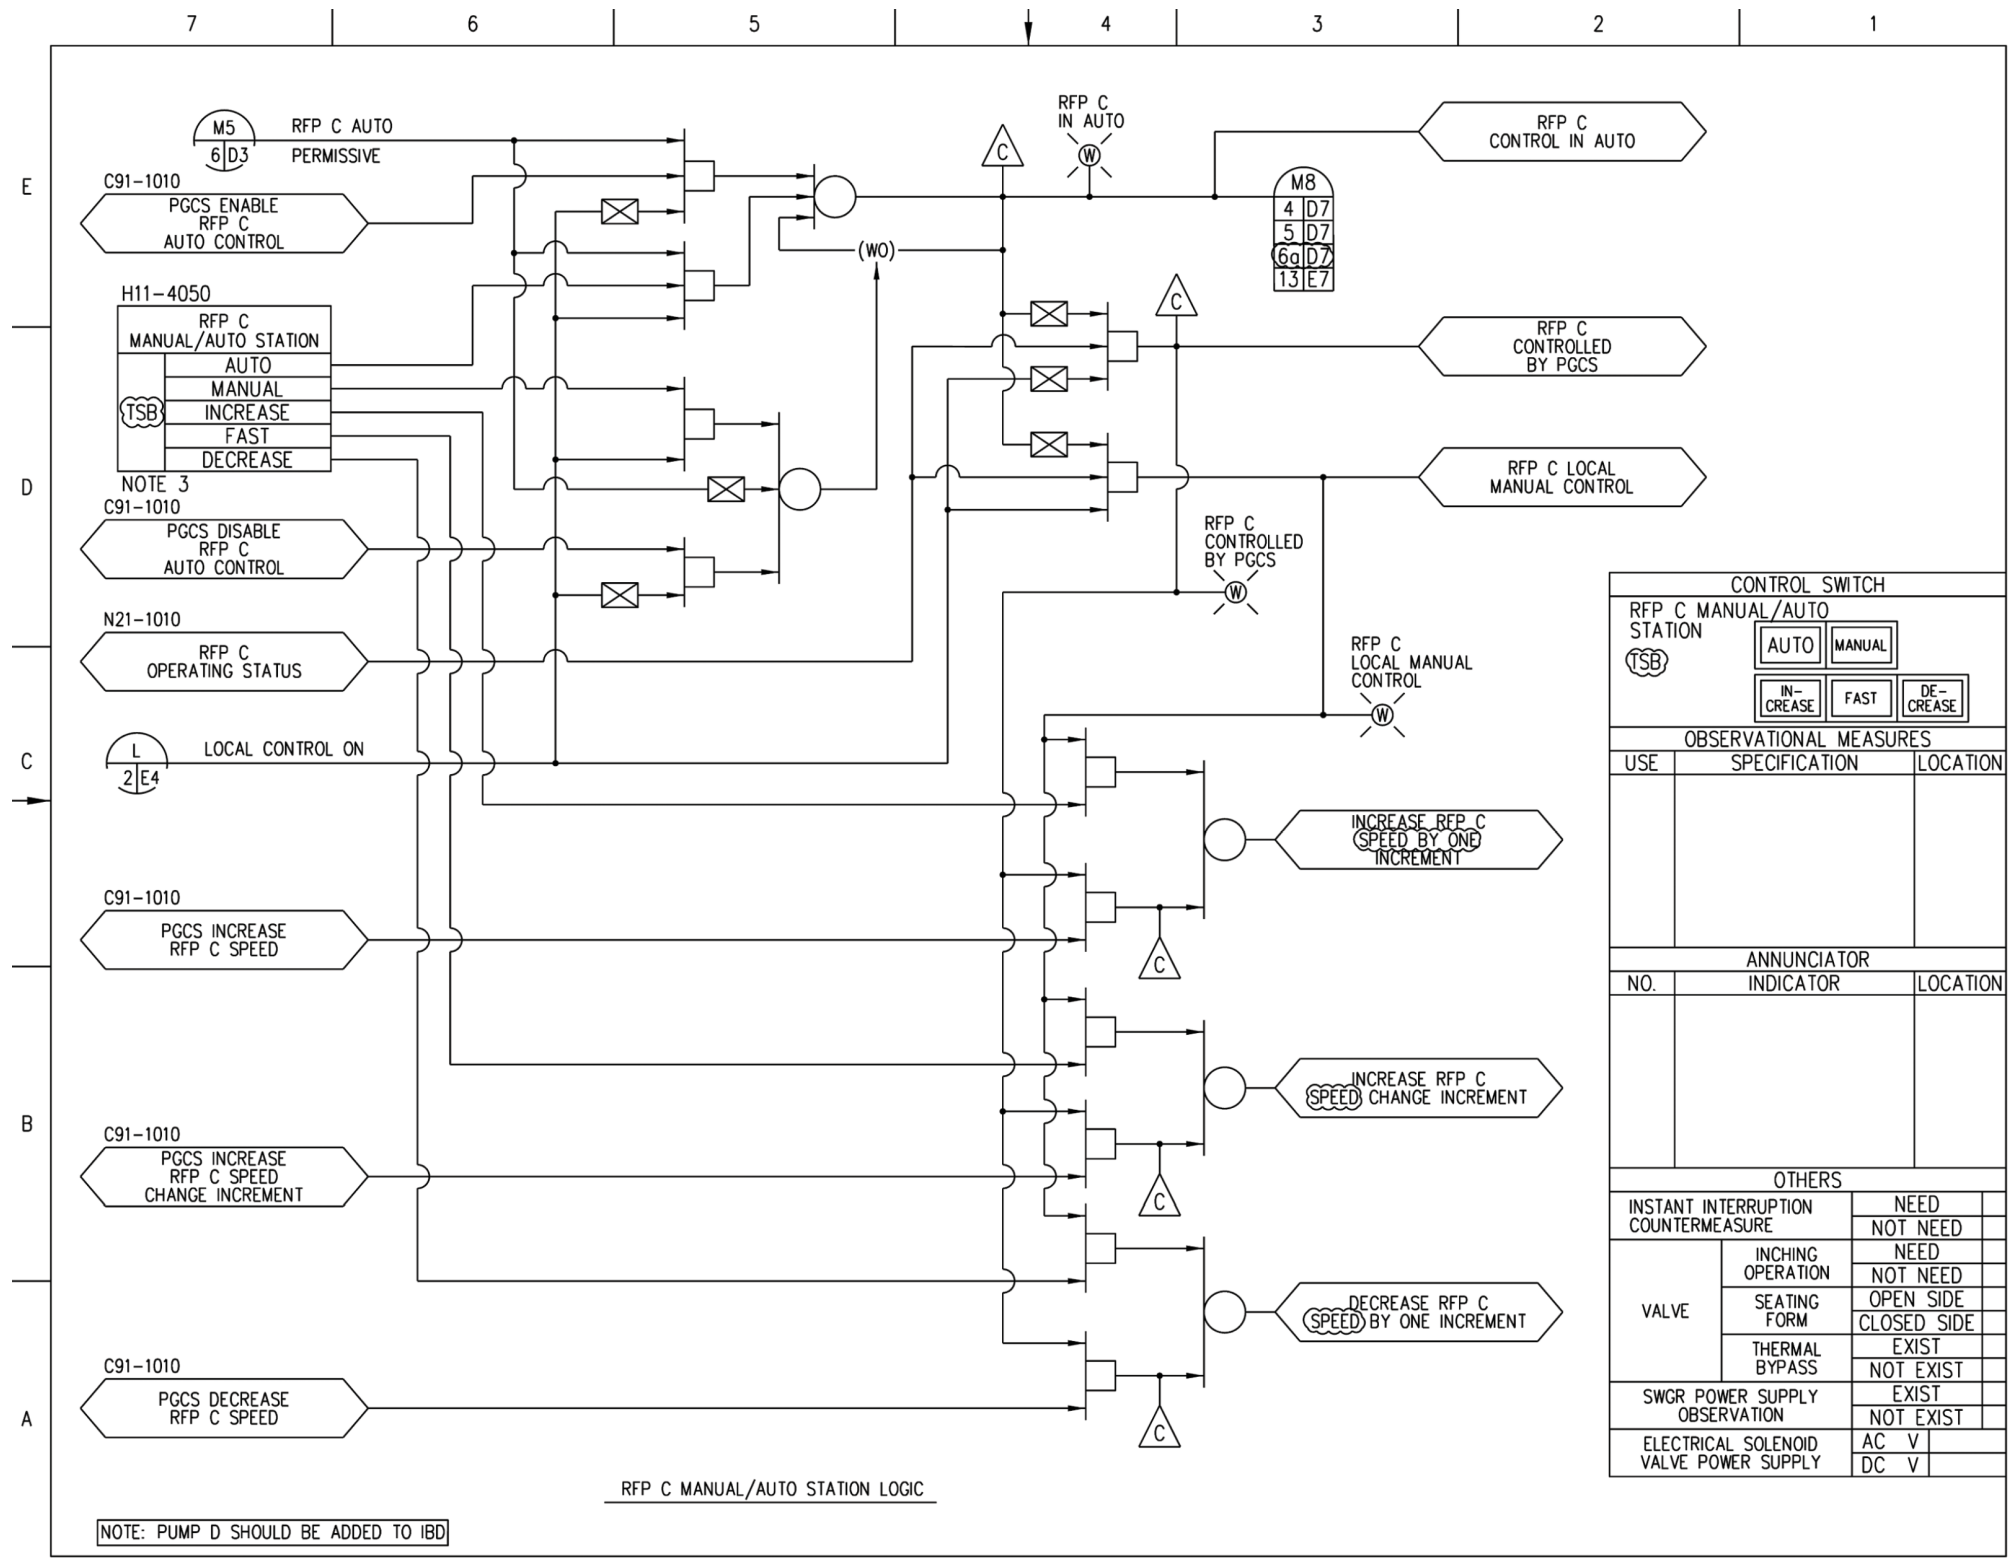 7 6 5 4 3 2 1
E
D
C
B
A
M5
6 D3
RFP C AUTO
PERMISSIVE
C91-1010
PGCS ENABLE
RFP C
AUTO CONTROL
H11-4050
RFP C
MANUAL/AUTO STATION
TSB
AUTO
MANUAL
INCREASE
FAST
DECREASE
NOTE 3
C91-1010
PGCS DISABLE
RFP C
AUTO CONTROL
N21-1010
RFP C
OPERATING STATUS
L
2 E4
LOCAL CONTROL ON
C91-1010
PGCS INCREASE
RFP C SPEED
C91-1010
PGCS INCREASE
RFP C SPEED
CHANGE INCREMENT
C91-1010
PGCS DECREASE
RFP C SPEED
(WO)
C
RFP C
IN AUTO
W
RFP C
CONTROL IN AUTO
M8
4 D7
5 D7
6a D7
13 E7
C
RFP C
CONTROLLED
BY PGCS
RFP C LOCAL
MANUAL CONTROL
RFP C
CONTROLLED
BY PGCS
W
RFP C
LOCAL MANUAL
CONTROL
W
INCREASE RFP C
SPEED BY ONE
INCREMENT
C
INCREASE RFP C
SPEED CHANGE INCREMENT
C
DECREASE RFP C
SPEED BY ONE INCREMENT
C
CONTROL SWITCH
RFP C MANUAL/AUTO
STATION
TSB
AUTO MANUAL
IN-
CREASE
FAST
DE-
CREASE
OBSERVATIONAL MEASURES
USE SPECIFICATION LOCATION
ANNUNCIATOR
NO. INDICATOR LOCATION
OTHERS
INSTANT INTERRUPTION
COUNTERMEASURE
NEED
NOT NEED
VALVE
INCHING
OPERATION
NEED
NOT NEED
SEATING
FORM
OPEN SIDE
CLOSED SIDE
THERMAL
BYPASS
EXIST
NOT EXIST
SWGR POWER SUPPLY
OBSERVATION
EXIST
NOT EXIST
ELECTRICAL SOLENOID
VALVE POWER SUPPLY
AC V
DC V
RFP C MANUAL/AUTO STATION LOGIC
NOTE: PUMP D SHOULD BE ADDED TO IBD